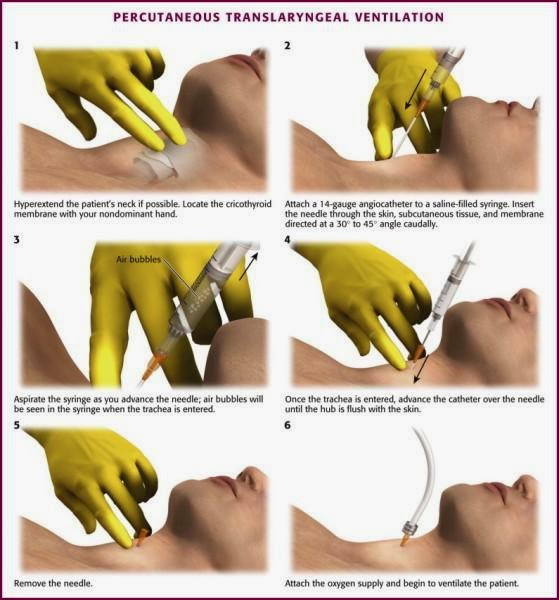 PERCUTANEOUS TRANSLARYNGEAL VENTILATION
1
Hyperextend the patient's neck if possible. Locate the cricothyroid
membrane with your nondominant hand.
2
Attach a 14-gauge angiocatheter to a saline-filled syringe. Insert
the needle through the skin, subcutaneous tissue, and membrane
directed at a 30° to 45° angle caudally.
3
Air bubbles
Aspirate the syringe as you advance the needle; air bubbles will
be seen in the syringe when the trachea is entered.
4
Once the trachea is entered, advance the catheter over the needle
until the hub is flush with the skin.
5
Remove the needle.
6
Attach the oxygen supply and begin to ventilate the patient.